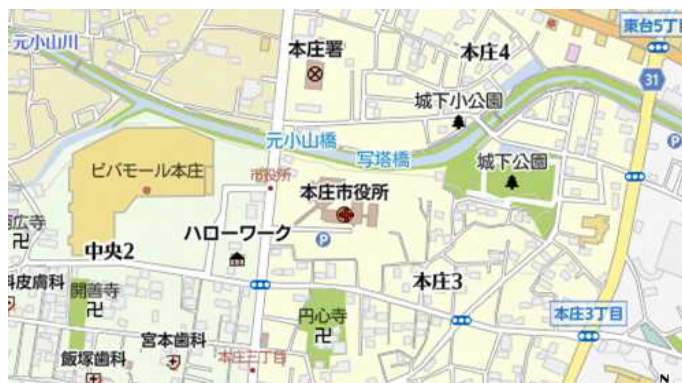 東台5丁目
元小山川
本庄署
本庄4
31
城下小公園
元小山橋
写塔橋
P
ビバモール本庄
城下公園
市役所
本庄市役所
広寺
ハローワーク
P
中央2
本庄3
科皮膚科
開善寺
円心寺
本庄3丁目
宮本歯科
飯塚歯科
本庄三丁目
N